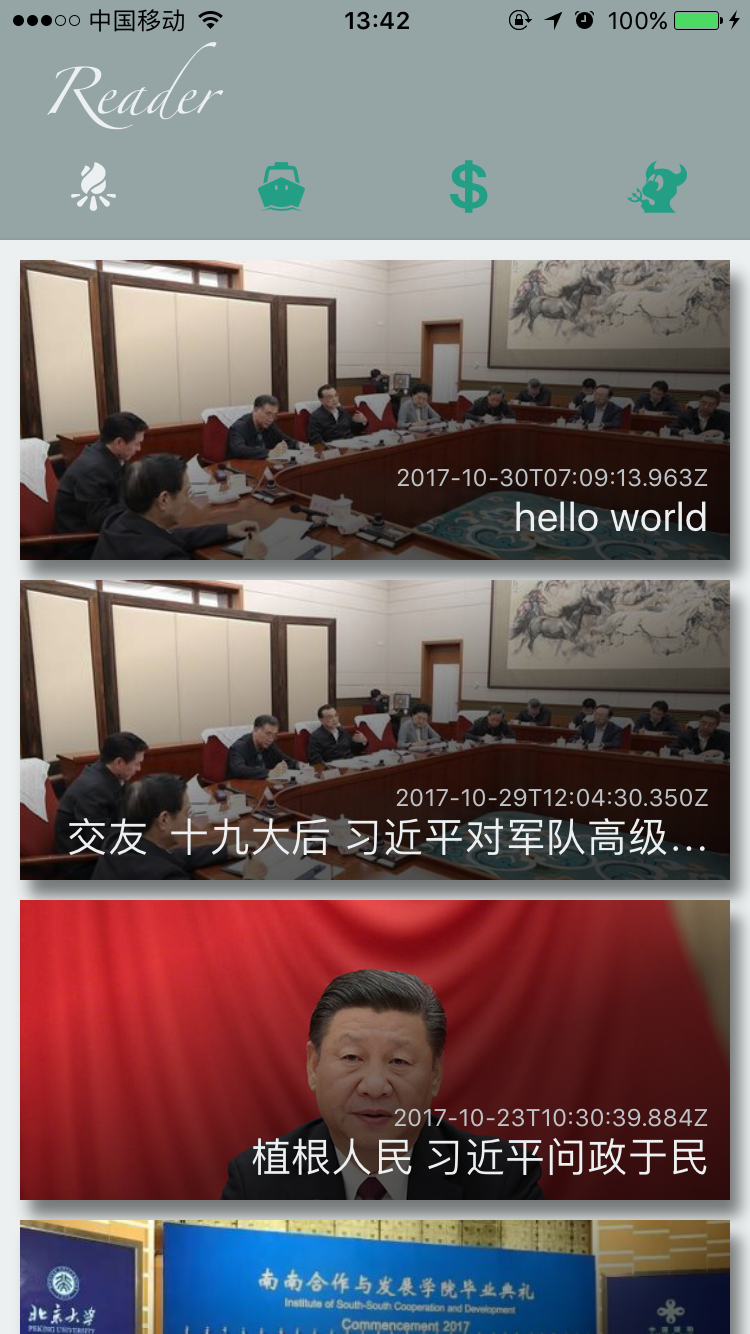 中国移动
13:42
100%
Reader
2017-10-30T07:09:13.963Z
hello world
2017-10-29T12:04:30.350Z
交友 十九大后 习近平对军队高级...
2017-10-23T10:30:39.884Z
植根人民 习近平问政于民
南南合作与发展学院毕业典礼
Institute of South-South Cooperation and Development
Commencement 2017
北京大学
PEKING UNIVERSITY